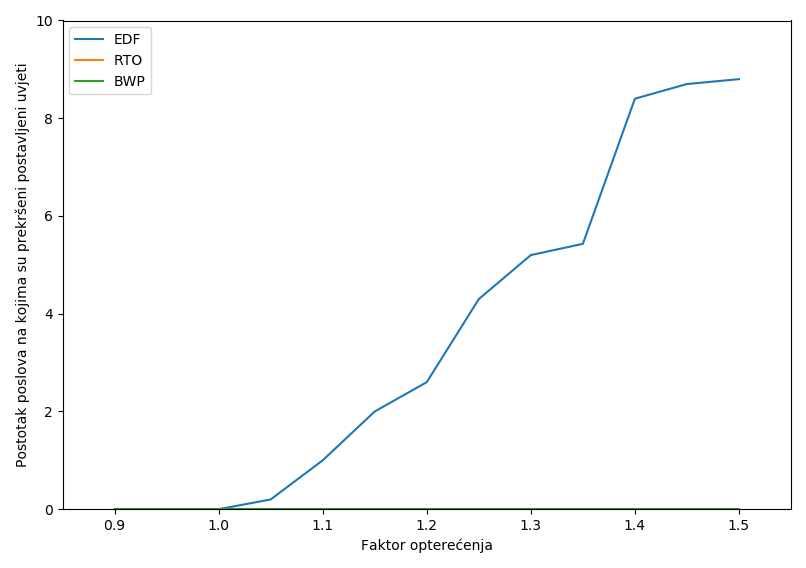 EDF
RTO
BWP
Postotak poslova na kojima su prekršeni postavljeni uvjeti
10
8
6
4
2
0
0.9 1.0 1.1 1.2 1.3 1.4 1.5
Faktor opterećenja